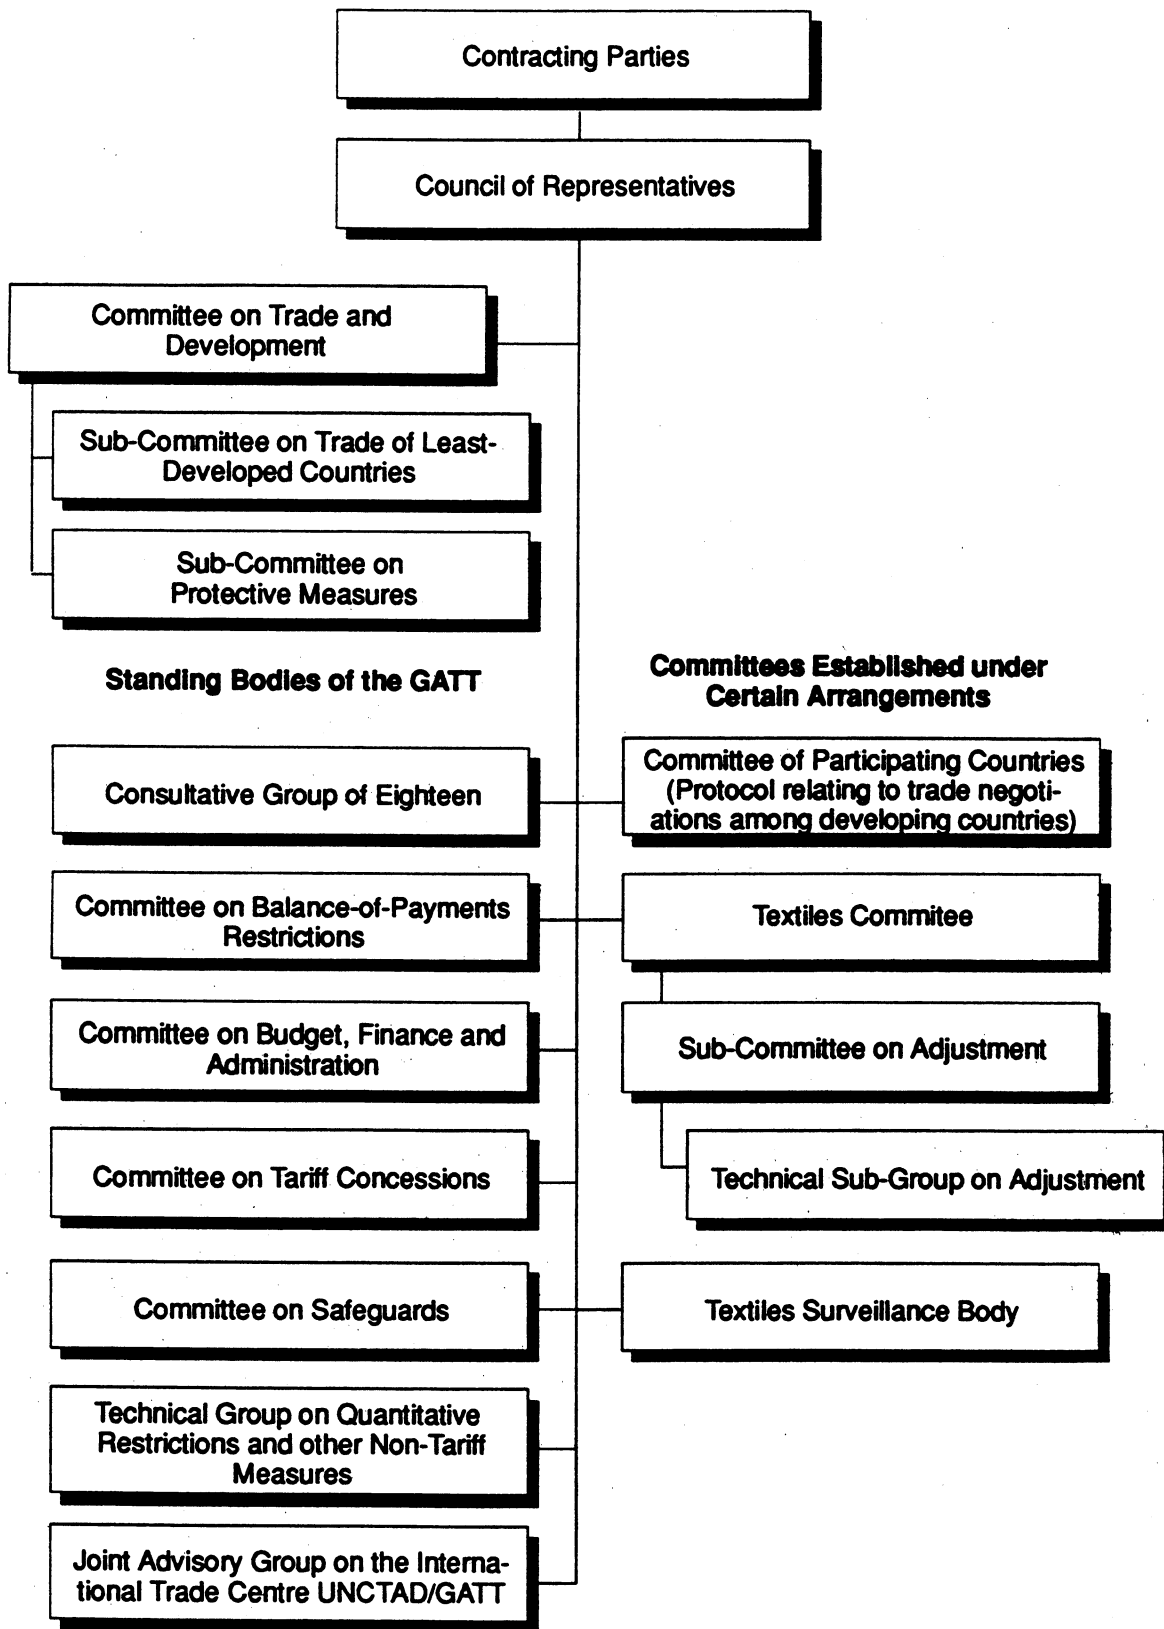 Contracting Parties
Council of Representatives
Committee on Trade and
Development
Sub-Committee on Trade of Least-
Developed Countries
Sub-Committee on
Protective Measures
Standing Bodies of the GATT
Consultative Group of Eighteen
Committee on Balance-of-Payments
Restrictions
Committee on Budget, Finance and
Administration
Committee on Tariff Concessions
Committee on Safeguards
Technical Group on Quantitative
Restrictions and other Non-Tariff
Measures
Joint Advisory Group on the Interna-
tional Trade Centre UNCTAD/GATT
Committees Established under
Certain Arrangements
Committee of Participating Countries
(Protocol relating to trade negoti-
ations among developing countries)
Textiles Commitee
Sub-Committee on Adjustment
Technical Sub-Group on Adjustment
Textiles Surveillance Body